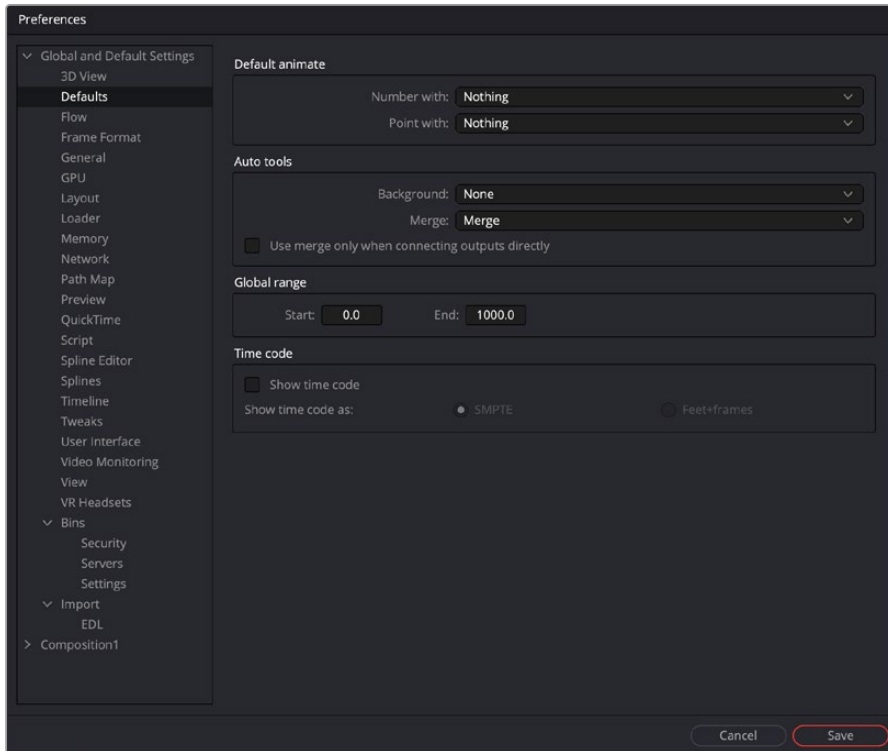 Preferences
Global and Default Settings
3D View
Defaults
Flow
Frame Format
General
GPU
Layout
Loader
Memory
Network
Path Map
Preview
QuickTime
Script
Spline Editor
Splines
Timeline
Tweaks
User Interface
Video Monitoring
View
VR Headsets
Bins
Security
Servers
Settings
Import
EDL
Composition1
Default animate
Number with: Nothing
Point with: Nothing
Auto tools
Background: None
Merge: Merge
Use merge only when connecting outputs directly
Global range
Start: 0.0 End: 1000.0
Time code
Show time code
Show time code as: SMPTE Feet+frames
Cancel Save